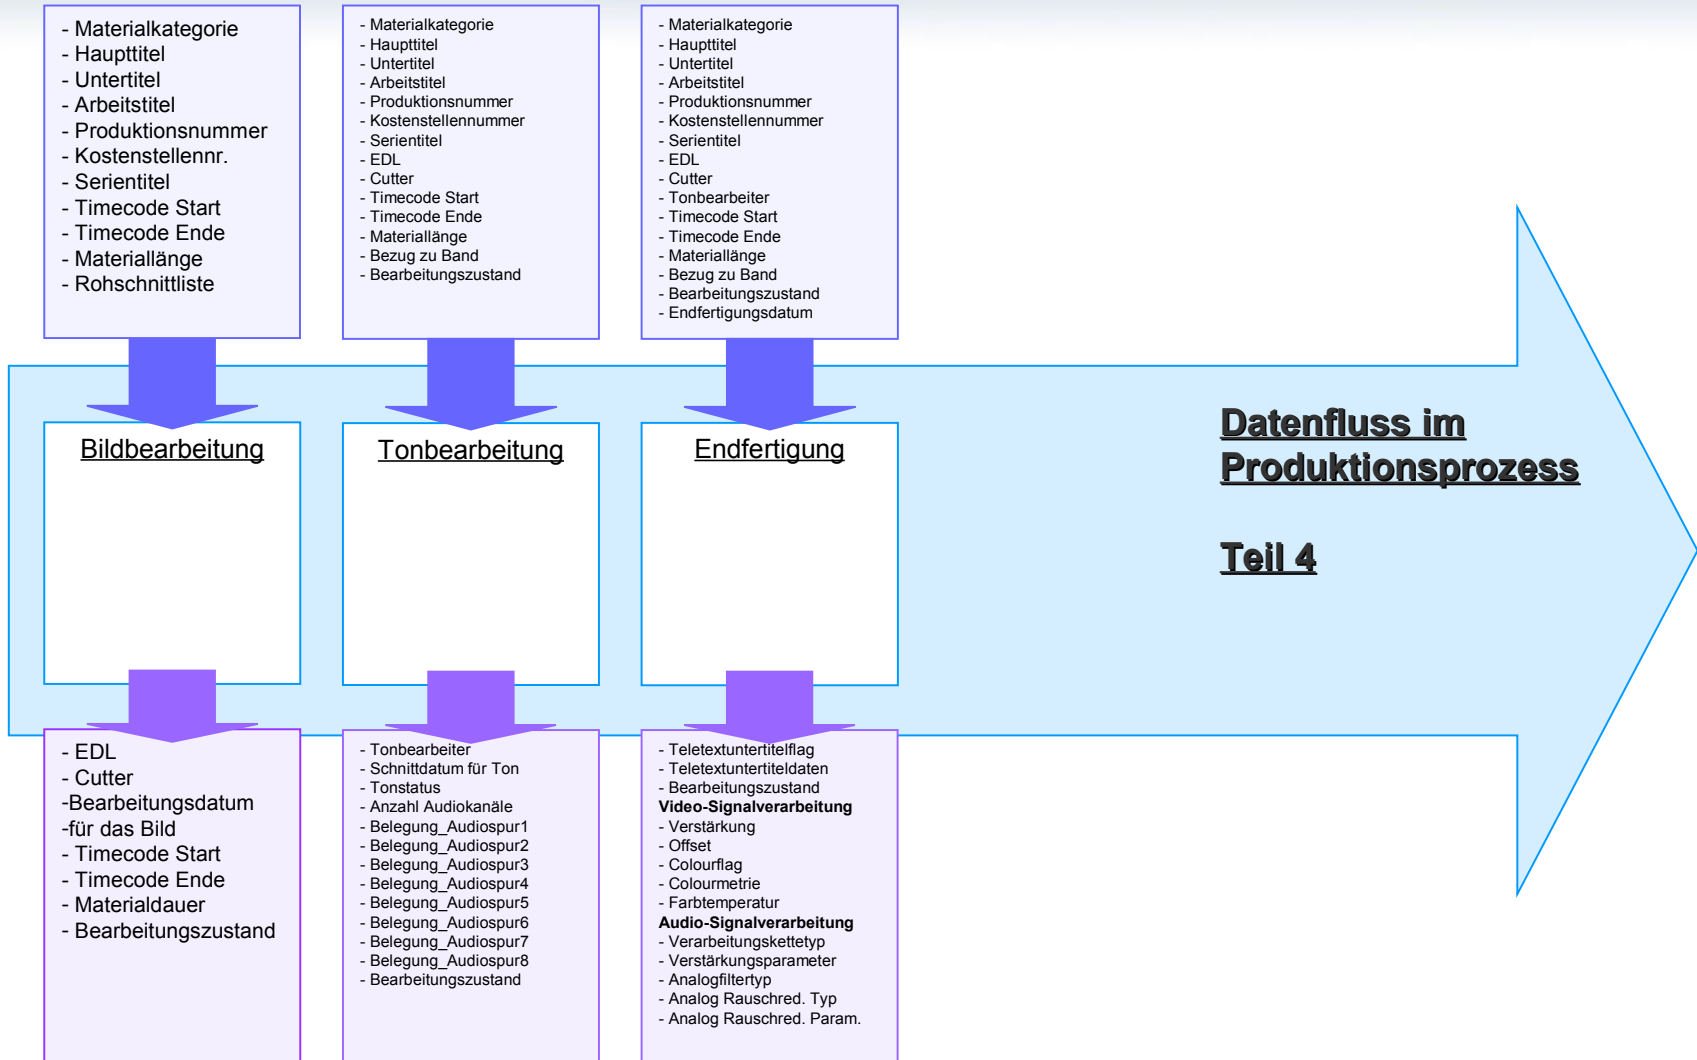 - Materialkategorie
- Haupttitel
- Untertitel
- Arbeitstitel
- Produktionsnummer
- Kostenstellennr.
- Serientitel
- Timecode Start
- Timecode Ende
- Materiallänge
- Rohschnittliste
- Materialkategorie
- Haupttitel
- Untertitel
- Arbeitstitel
- Produktionsnummer
- Kostenstellennummer
- Serientitel
- EDL
- Cutter
- Timecode Start
- Timecode Ende
- Materiallänge
- Bezug zu Band
- Bearbeitungszustand
- Materialkategorie
- Haupttitel
- Untertitel
- Arbeitstitel
- Produktionsnummer
- Kostenstellennummer
- Serientitel
- EDL
- Cutter
- Tonbearbeiter
- Timecode Start
- Timecode Ende
- Materiallänge
- Bezug zu Band
- Bearbeitungszustand
- Endfertigungsdatum
Bildbearbeitung
Tonbearbeitung
Endfertigung
Datenfluss im
Produktionsprozess
Teil 4
- EDL
- Cutter
-Bearbeitungsdatum
-für das Bild
- Timecode Start
- Timecode Ende
- Materialdauer
- Bearbeitungszustand
- Tonbearbeiter
- Schnittdatum für Ton
- Tonstatus
- Anzahl Audiokanäle
- Belegung_Audiospur1
- Belegung_Audiospur2
- Belegung_Audiospur3
- Belegung_Audiospur4
- Belegung_Audiospur5
- Belegung_Audiospur6
- Belegung_Audiospur7
- Belegung_Audiospur8
- Bearbeitungszustand
- Teletextuntertitelflag
- Teletextuntertiteldaten
- Bearbeitungszustand
Video-Signalverarbeitung
- Verstärkung
- Offset
- Colourflag
- Colourmetrie
- Farbtemperatur
Audio-Signalverarbeitung
- Verarbeitungskettetyp
- Verstärkungsparameter
- Analogfiltertyp
- Analog Rauschred. Typ
- Analog Rauschred. Param.